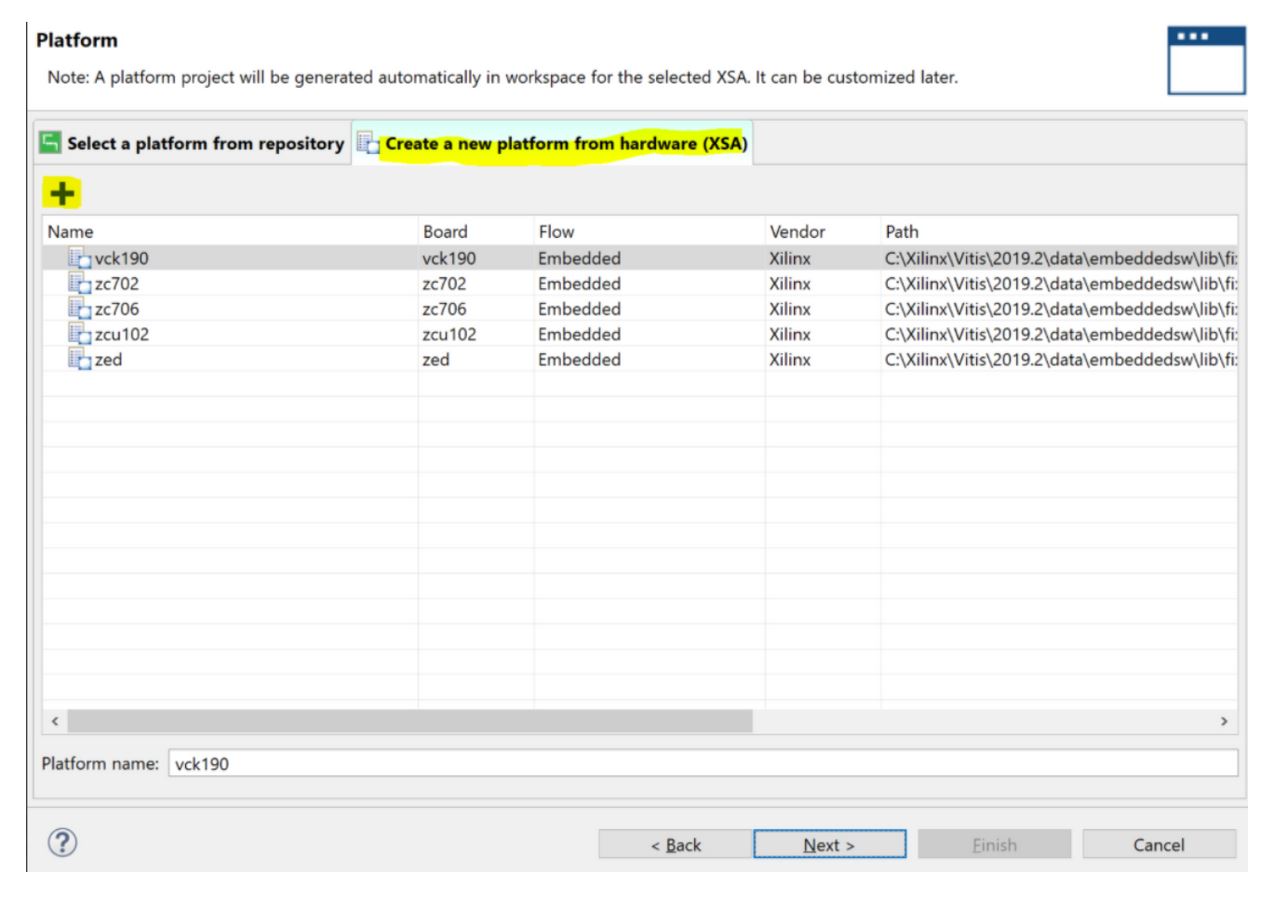 Platform
Note: A platform project will be generated automatically in workspace for the selected XSA. It can be customized later.
Select a platform from repository Create a new platform from hardware (XSA)
Name Board Flow Vendor Path
vck190 vck190 Embedded Xilinx C:\Xilinx\Vitis\2019.2\data\embeddedsw\lib\fi
zc702 zc702 Embedded Xilinx C:\Xilinx\Vitis\2019.2\data\embeddedsw\lib\fi
zc706 zc706 Embedded Xilinx C:\Xilinx\Vitis\2019.2\data\embeddedsw\lib\fi
zcu102 zcu102 Embedded Xilinx C:\Xilinx\Vitis\2019.2\data\embeddedsw\lib\fi
zed zed Embedded Xilinx C:\Xilinx\Vitis\2019.2\data\embeddedsw\lib\fi
Platform name: vck190
? < Back Next > Finish Cancel